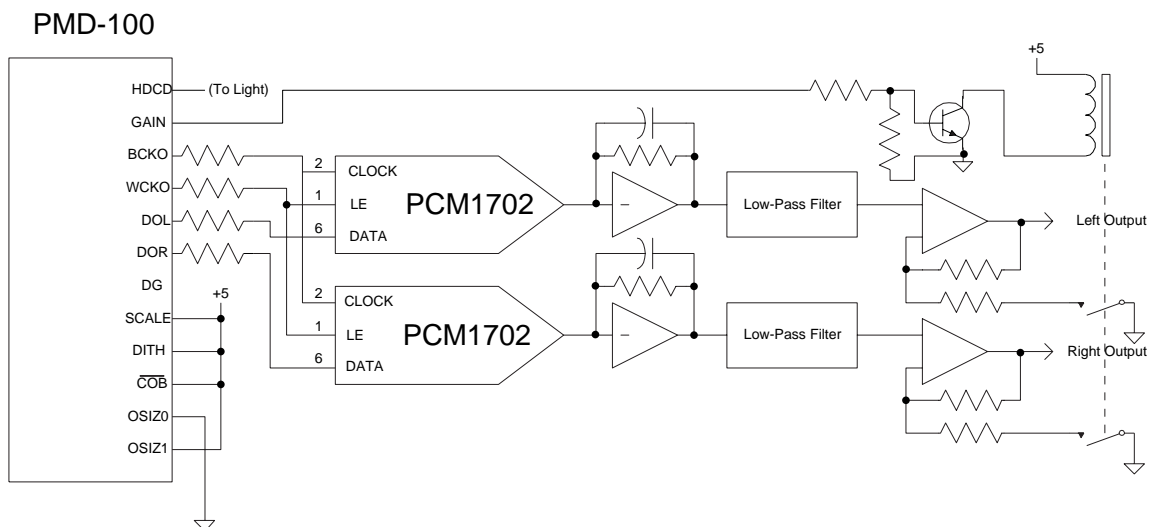 PMD-100
HDCD (To Light)
GAIN
BCKO
WCKO
DOL
DOR
DG
SCALE
DITH
COB
OSIZ0
OSIZ1
+5
2 CLOCK
1 LE
6 DATA
PCM1702
2 CLOCK
1 LE
6 DATA
PCM1702
−
−
Low-Pass Filter
Low-Pass Filter
+5
Left Output
Right Output